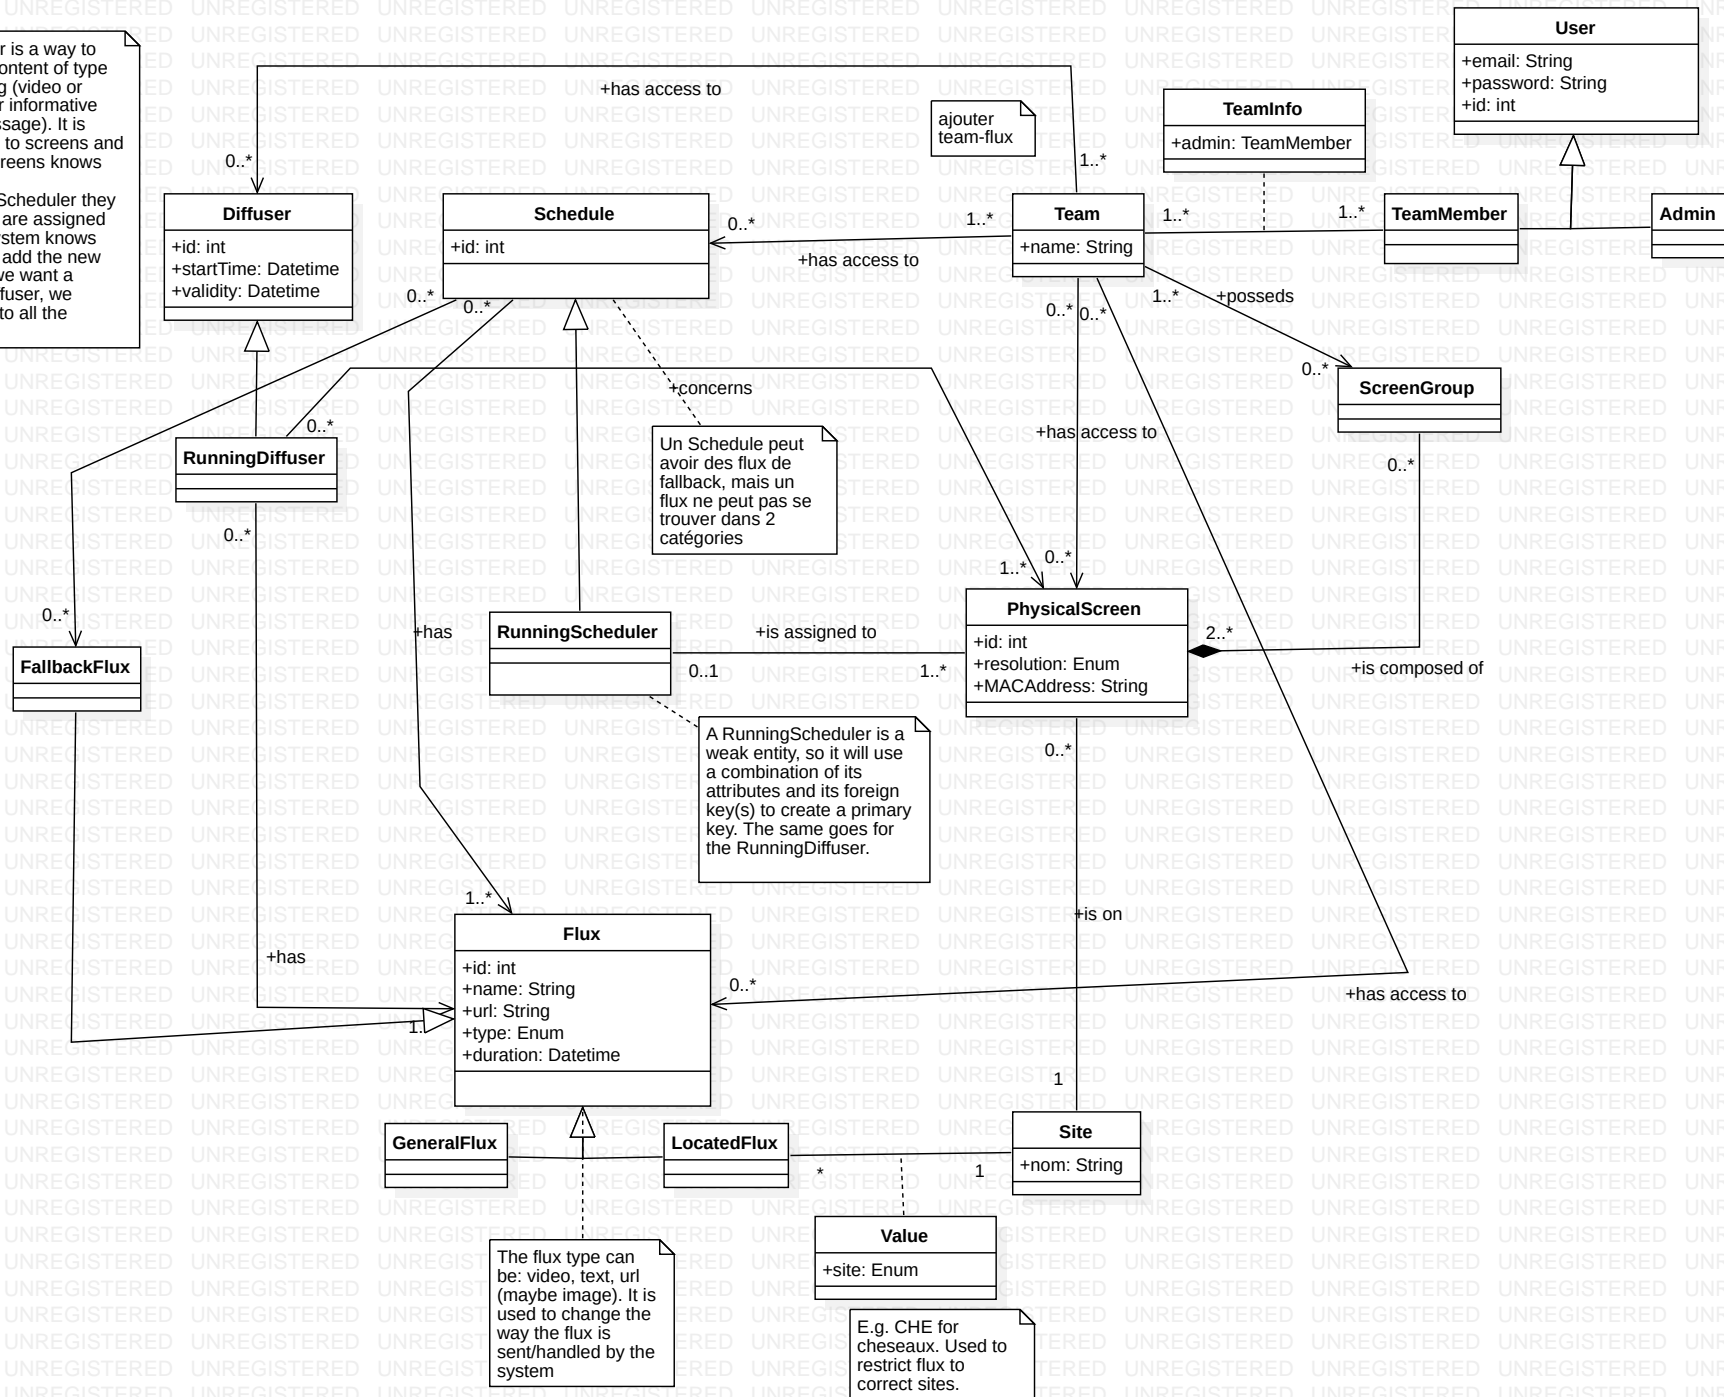 r is a way to
ontent of type
g (video or
r informative
ssage). It is
to screens and
reens knows
Scheduler they
are assigned
stem knows
add the new
we want a
fuser, we
to all the
+has access to
0..*
1..*
ajouter
team-flux
TeamInfo
+admin: TeamMember
User
+email: String
+password: String
+id: int
Diffuser
+id: int
+startTime: Datetime
+validity: Datetime
Schedule
+id: int
0..*
1..*
+has access to
Team
+name: String
1..*
1..*
TeamMember
Admin
0..*
0..*
0..*
0..*
1..*
+posseds
0..*
ScreenGroup
0..*
+concerns
Un Schedule peut
avoir des flux de
fallback, mais un
flux ne peut pas se
trouver dans 2
catégories
+has access to
0..*
RunningDiffuser
0..*
0..*
FallbackFlux
+has
RunningScheduler
+is assigned to
0..1
1..*
1..*
0..*
PhysicalScreen
+id: int
+resolution: Enum
+MACAddress: String
2..*
+is composed of
A RunningScheduler is a
weak entity, so it will use
a combination of its
attributes and its foreign
key(s) to create a primary
key. The same goes for
the RunningDiffuser.
0..*
+is on
1
1..*
+has
1.
Flux
+id: int
+name: String
+url: String
+type: Enum
+duration: Datetime
0..*
+has access to
GeneralFlux
LocatedFlux
*
1
Site
+nom: String
Value
+site: Enum
The flux type can
be: video, text, url
(maybe image). It is
used to change the
way the flux is
sent/handled by the
system
E.g. CHE for
cheseaux. Used to
restrict flux to
correct sites.